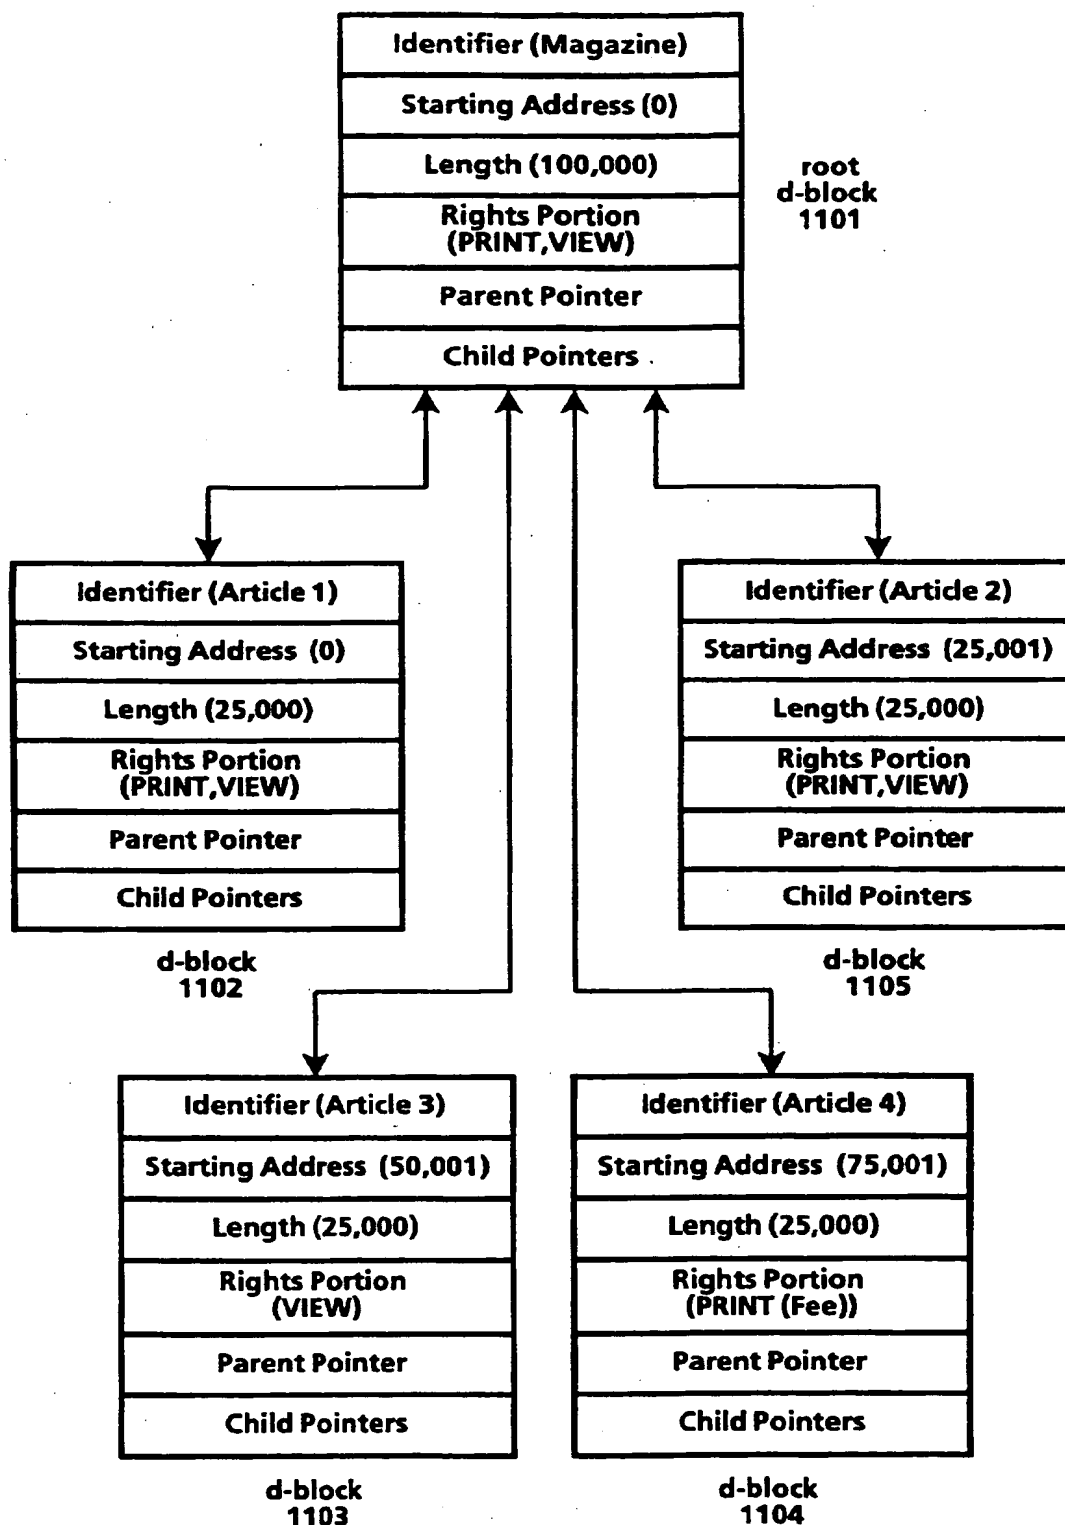 Identifier (Magazine)
Starting Address (0)
Length (100,000)
Rights Portion
(PRINT,VIEW)
Parent Pointer
Child Pointers
root
d-block
1101
Identifier (Article 1)
Starting Address (0)
Length (25,000)
Rights Portion
(PRINT,VIEW)
Parent Pointer
Child Pointers
d-block
1102
Identifier (Article 2)
Starting Address (25,001)
Length (25,000)
Rights Portion
(PRINT,VIEW)
Parent Pointer
Child Pointers
d-block
1105
Identifier (Article 3)
Starting Address (50,001)
Length (25,000)
Rights Portion
(VIEW)
Parent Pointer
Child Pointers
d-block
1103
Identifier (Article 4)
Starting Address (75,001)
Length (25,000)
Rights Portion
(PRINT (Fee))
Parent Pointer
Child Pointers
d-block
1104